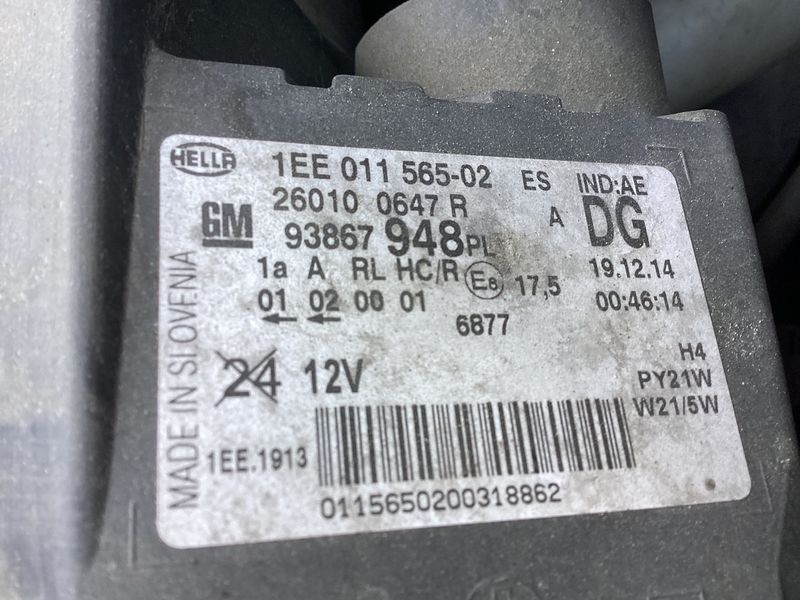 HELLA
1EE 011 565-02 ES IND:AE
26010 0647 R A DG
GM 93867 948PL
1a A RL HC/R E8 17,5 19.12.14
01 02 00 01 00:46:14
6877
24 12V H4
PY21W
W21/5W
1EE.1913
0115650200318862
MADE IN SLOVENIA